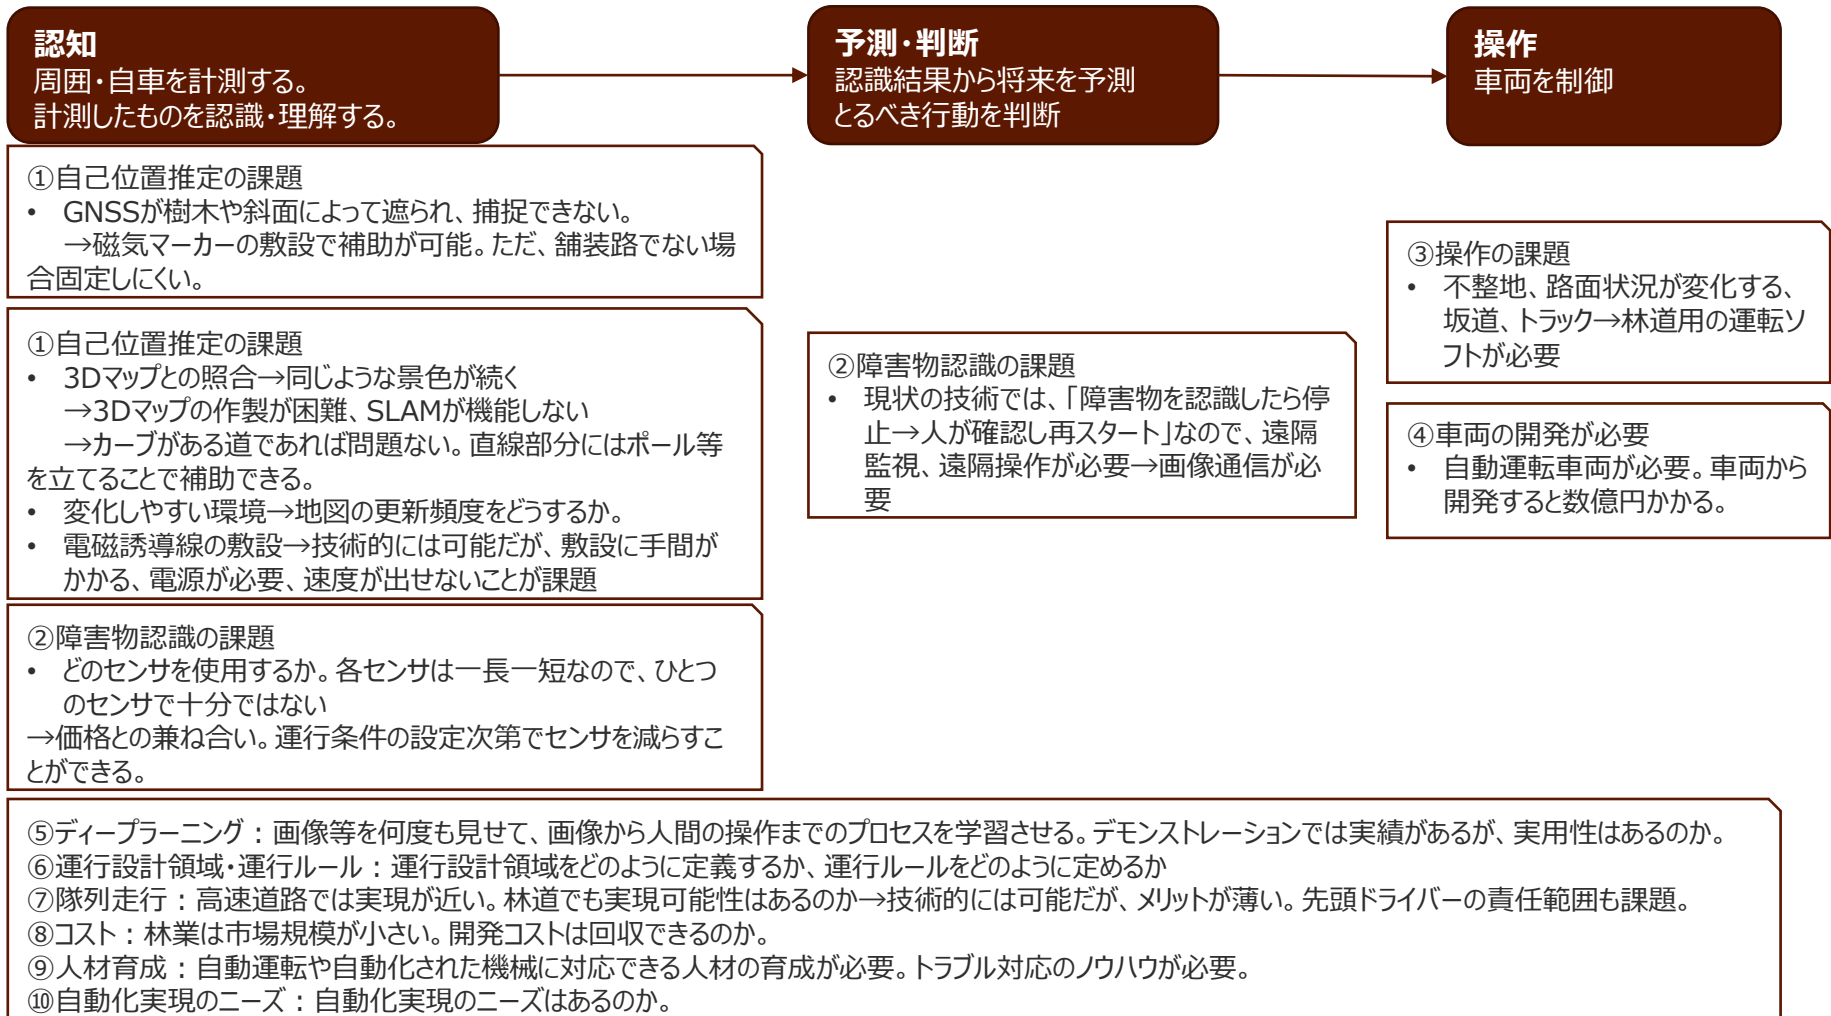 認知
周囲・自車を計測する。
計測したものを認識・理解する。
予測・判断
認識結果から将来を予測
とるべき行動を判断
操作
車両を制御
①自己位置推定の課題
• GNSSが樹木や斜面によって遮られ、捕捉できない。
→磁気マーカーの敷設で補助が可能。ただ、舗装路でない場
合固定しにくい。
①自己位置推定の課題
• 3Dマップとの照合→同じような景色が続く
→3Dマップの作製が困難、SLAMが機能しない
→カーブがある道であれば問題ない。直線部分にはポール等
を立てることで補助できる。
• 変化しやすい環境→地図の更新頻度をどうするか。
• 電磁誘導線の敷設→技術的には可能だが、敷設に手間が
かかる、電源が必要、速度が出せないことが課題
②障害物認識の課題
• どのセンサを使用するか。各センサは一長一短なので、ひとつ
のセンサで十分ではない
→価格との兼ね合い。運行条件の設定次第でセンサを減らすこ
とができる。
②障害物認識の課題
• 現状の技術では、「障害物を認識したら停
止→人が確認し再スタート」なので、遠隔
監視、遠隔操作が必要→画像通信が必
要
③操作の課題
• 不整地、路面状況が変化する、
坂道、トラック→林道用の運転ソ
フトが必要
④車両の開発が必要
• 自動運転車両が必要。車両から
開発すると数億円かかる。
⑤ディープラーニング：画像等を何度も見せて、画像から人間の操作までのプロセスを学習させる。デモンストレーションでは実績があるが、実用性はあるのか。
⑥運行設計領域・運行ルール：運行設計領域をどのように定義するか、運行ルールをどのように定めるか
⑦隊列走行：高速道路では実現が近い。林道でも実現可能性はあるのか→技術的には可能だが、メリットが薄い。先頭ドライバーの責任範囲も課題。
⑧コスト：林業は市場規模が小さい。開発コストは回収できるのか。
⑨人材育成：自動運転や自動化された機械に対応できる人材の育成が必要。トラブル対応のノウハウが必要。
⑩自動化実現のニーズ：自動化実現のニーズはあるのか。